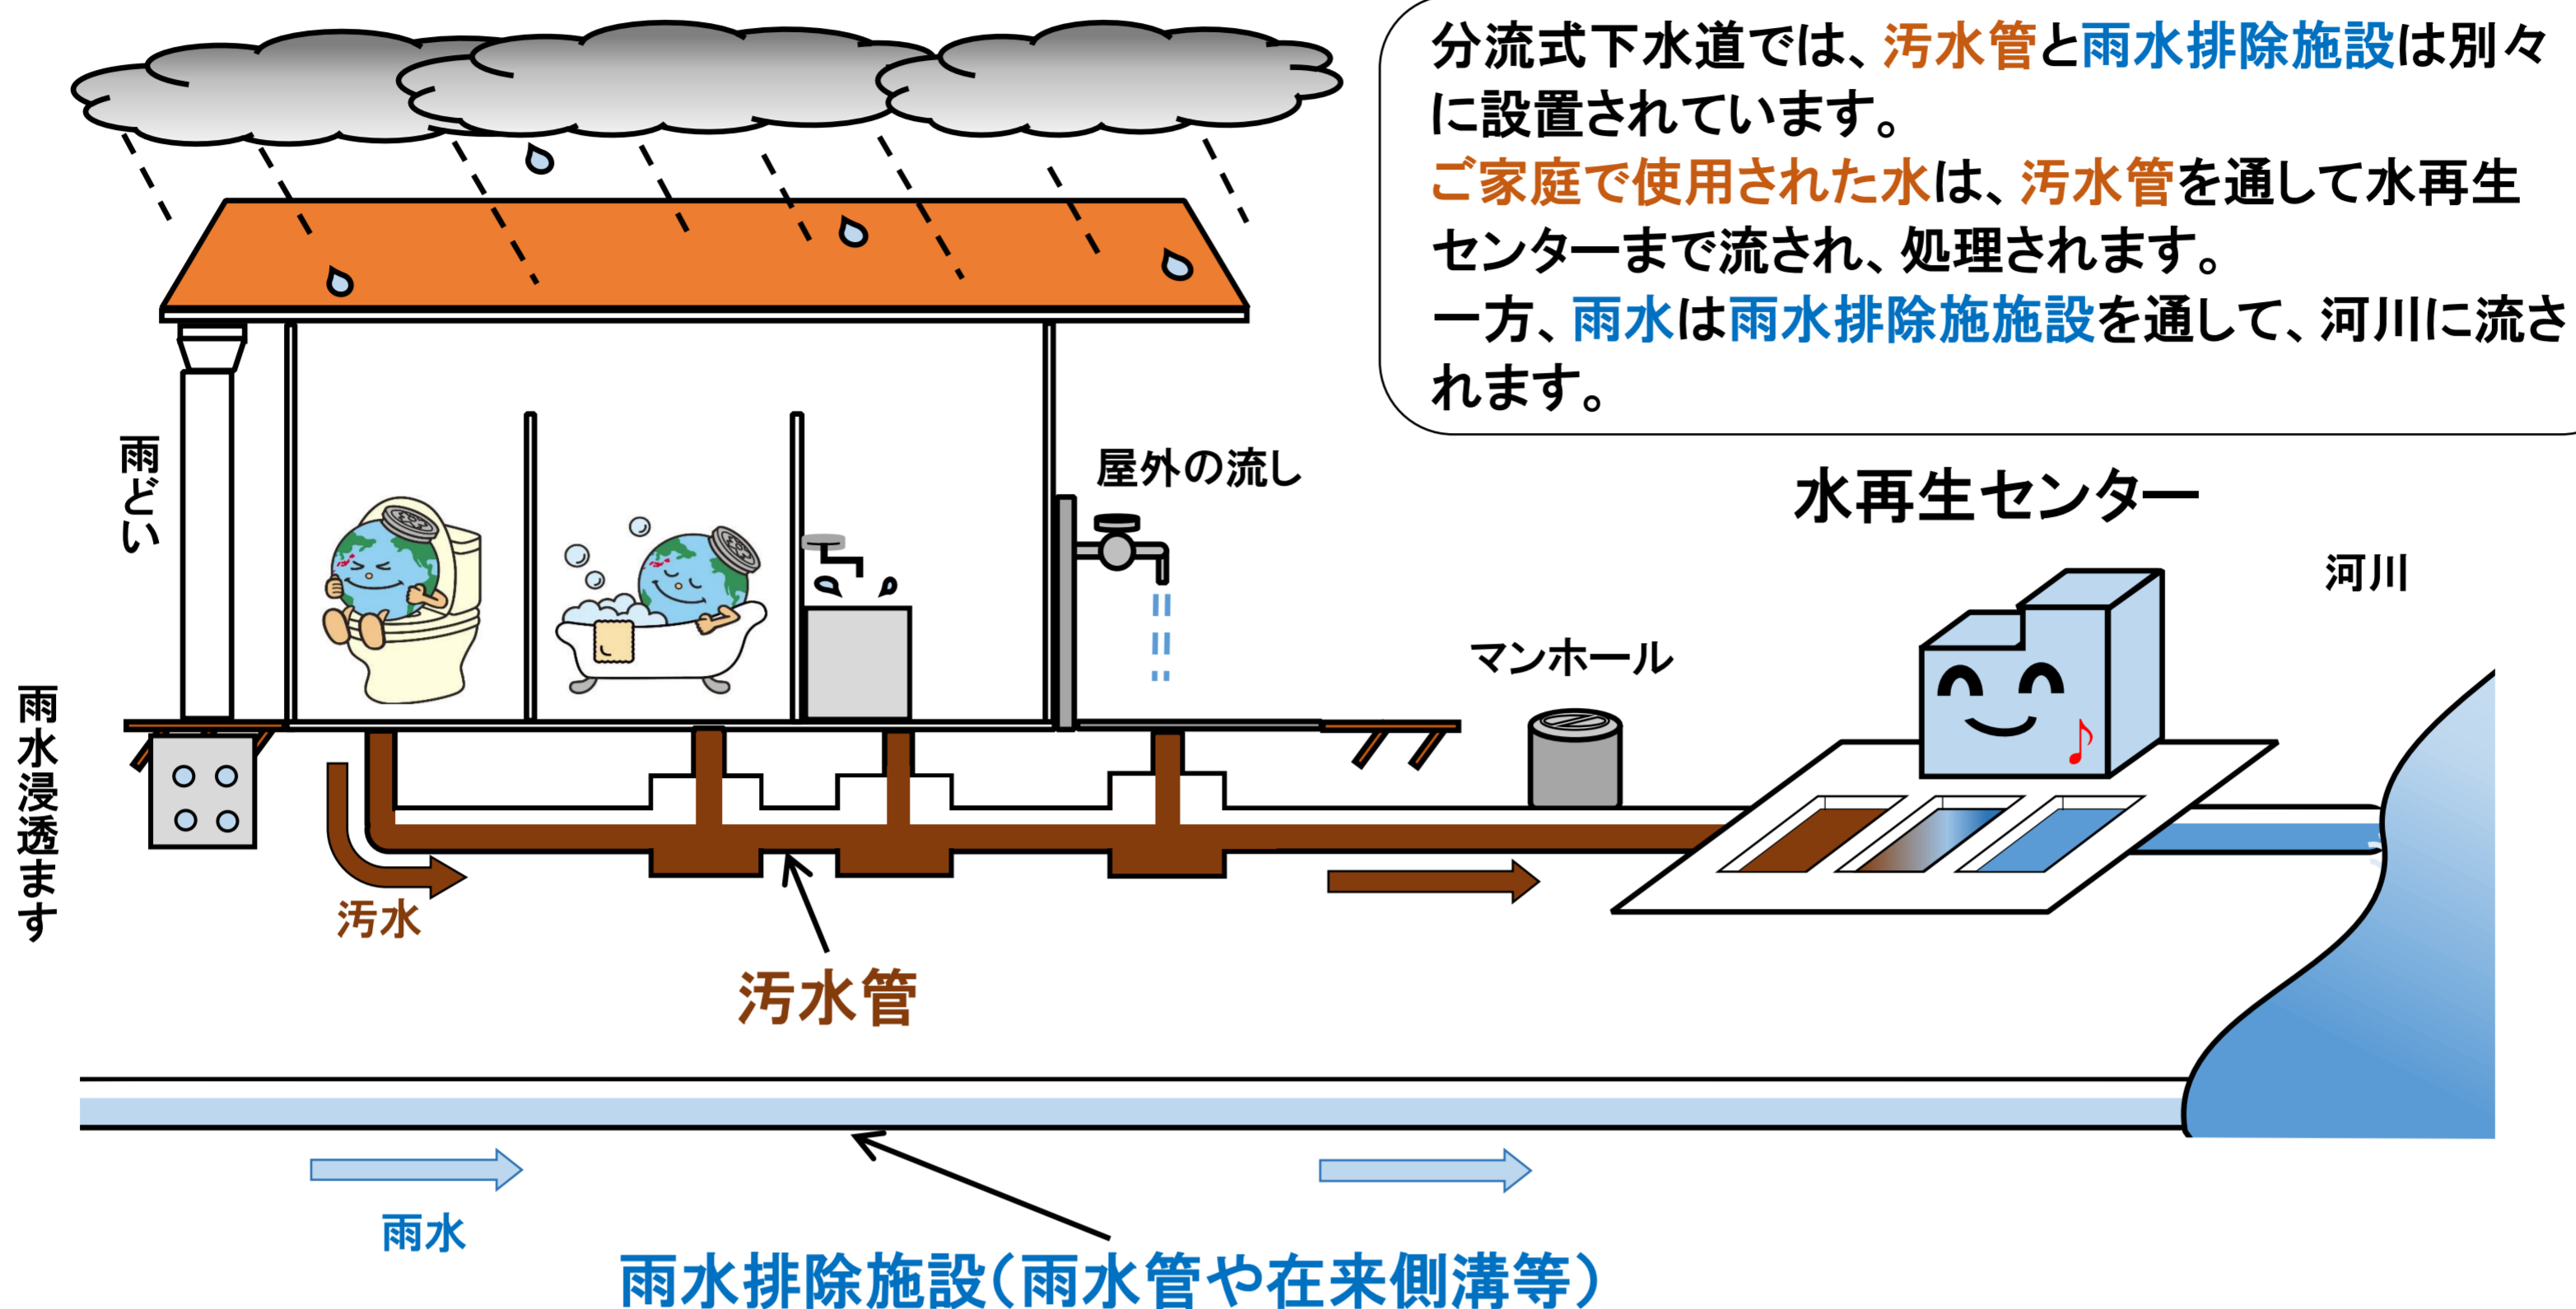 分流式下水道では、汚水管と雨水排除施設は別々
に設置されています。
ご家庭で使用された水は、汚水管を通して水再生
センターまで流され、処理されます。
一方、雨水は雨水排除施施設を通して、河川に流さ
れます。
雨どい
屋外の流し
水再生センター
河川
マンホール
雨水浸透ます
汚水
汚水管
雨水
雨水排除施設(雨水管や在来側溝等)